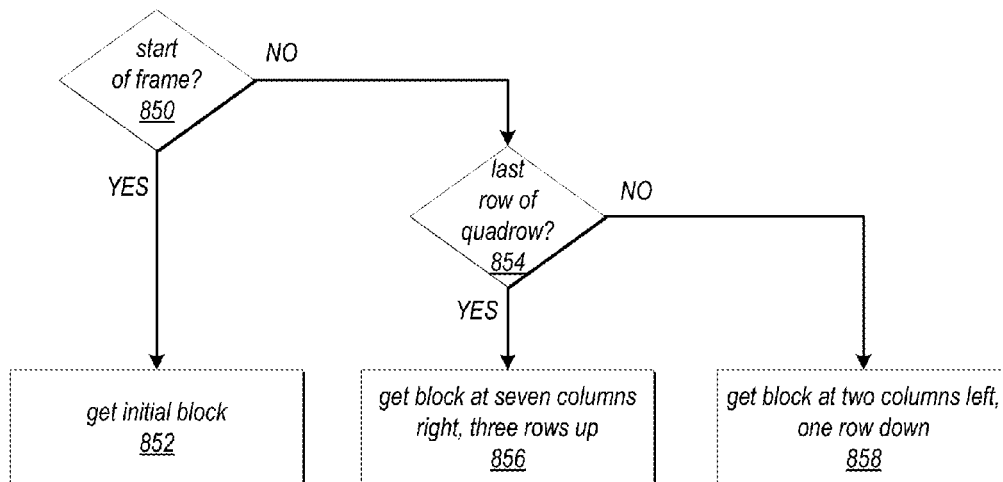 start
of frame?
850
NO
YES
last
row of
quadrow?
854
NO
YES
get initial block
852
get block at seven columns
right, three rows up
856
get block at two columns left,
one row down
858